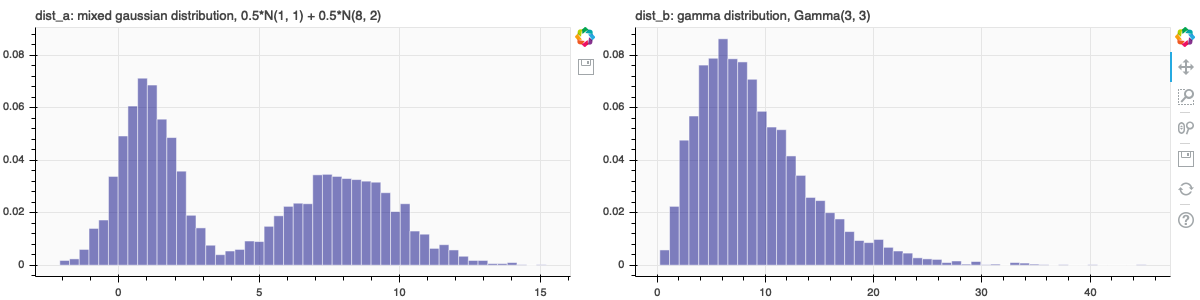 dist_a: mixed gaussian distribution, 0.5*N(1, 1) + 0.5*N(8, 2)
0.08
0.06
0.04
0.02
0
0 5 10 15
dist_b: gamma distribution, Gamma(3, 3)
0.08
0.06
0.04
0.02
0
0 10 20 30 40